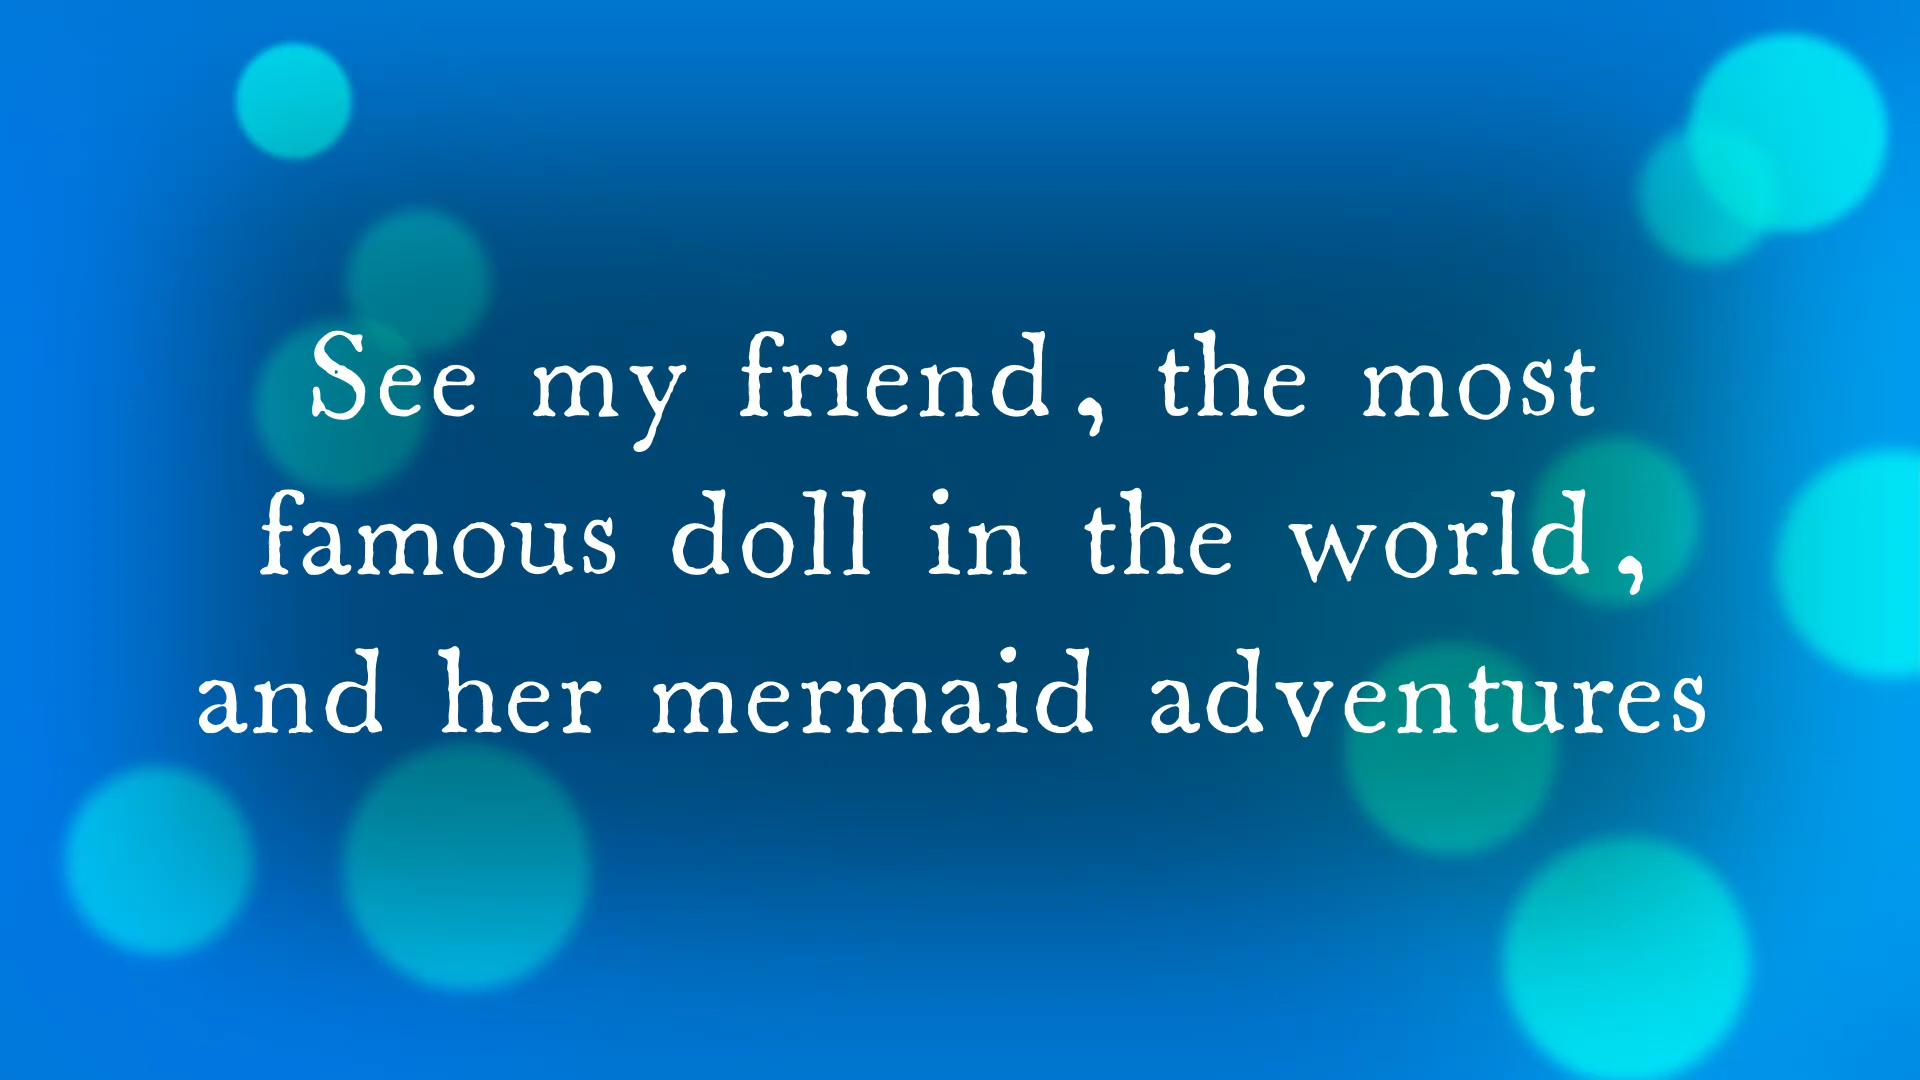 See my friend, the most
famous doll in the world,
and her mermaid adventures